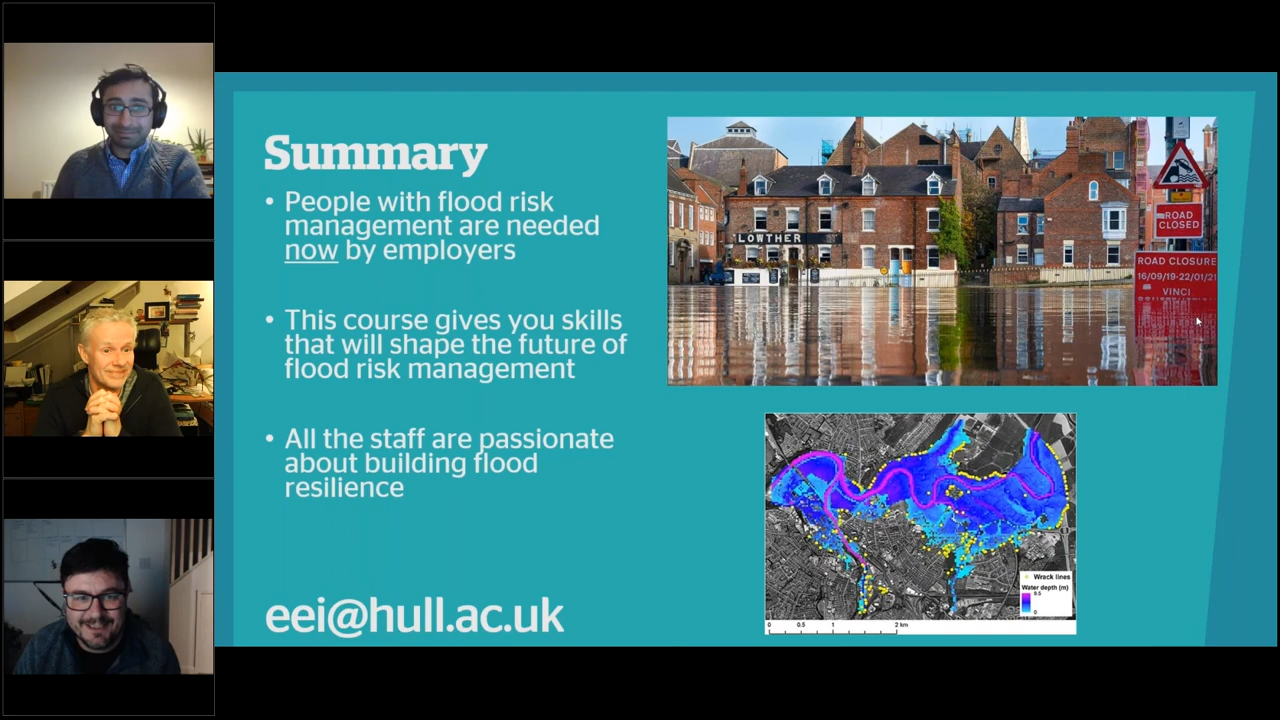 Summary
• People with flood risk
management are needed
now by employers
• This course gives you skills
that will shape the future of
flood risk management
• All the staff are passionate
about building flood
resilience
eei@hull.ac.uk
LOWTHER
ROAD
CLOSED
ROAD CLOSURE
16/09/19-22/01/21
VINCI
Wrack lines
Water depth (m)
9.5
0
0 0.5 1 2 km